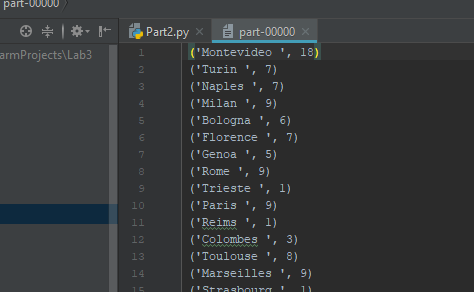 part-00000
armProjects\Lab3
Part2.py
part-00000
1 ('Montevideo ', 18)
2 ('Turin ', 7)
3 ('Naples ', 7)
4 ('Milan ', 9)
5 ('Bologna ', 6)
6 ('Florence ', 7)
7 ('Genoa ', 5)
8 ('Rome ', 9)
9 ('Trieste ', 1)
10 ('Paris ', 9)
11 ('Reims ', 1)
12 ('Colombes ', 3)
13 ('Toulouse ', 8)
14 ('Marseilles ', 9)
15 ('Strasbourg ', 1)